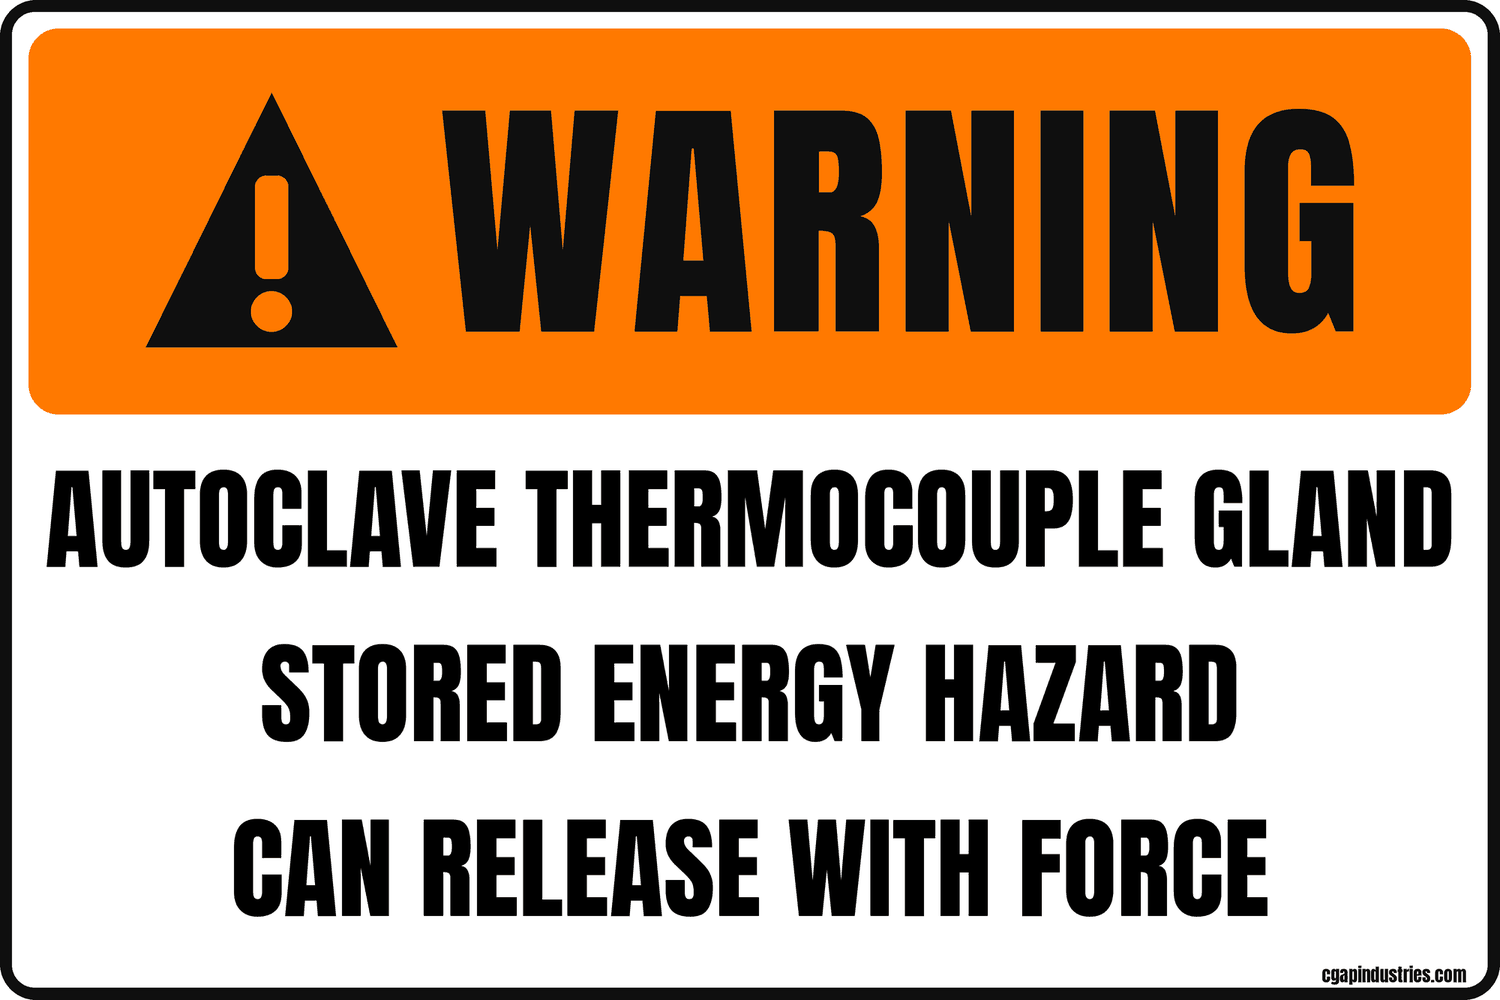 WARNING
AUTOCLAVE THERMOCOUPLE GLAND
STORED ENERGY HAZARD
CAN RELEASE WITH FORCE
cgapindustries.com